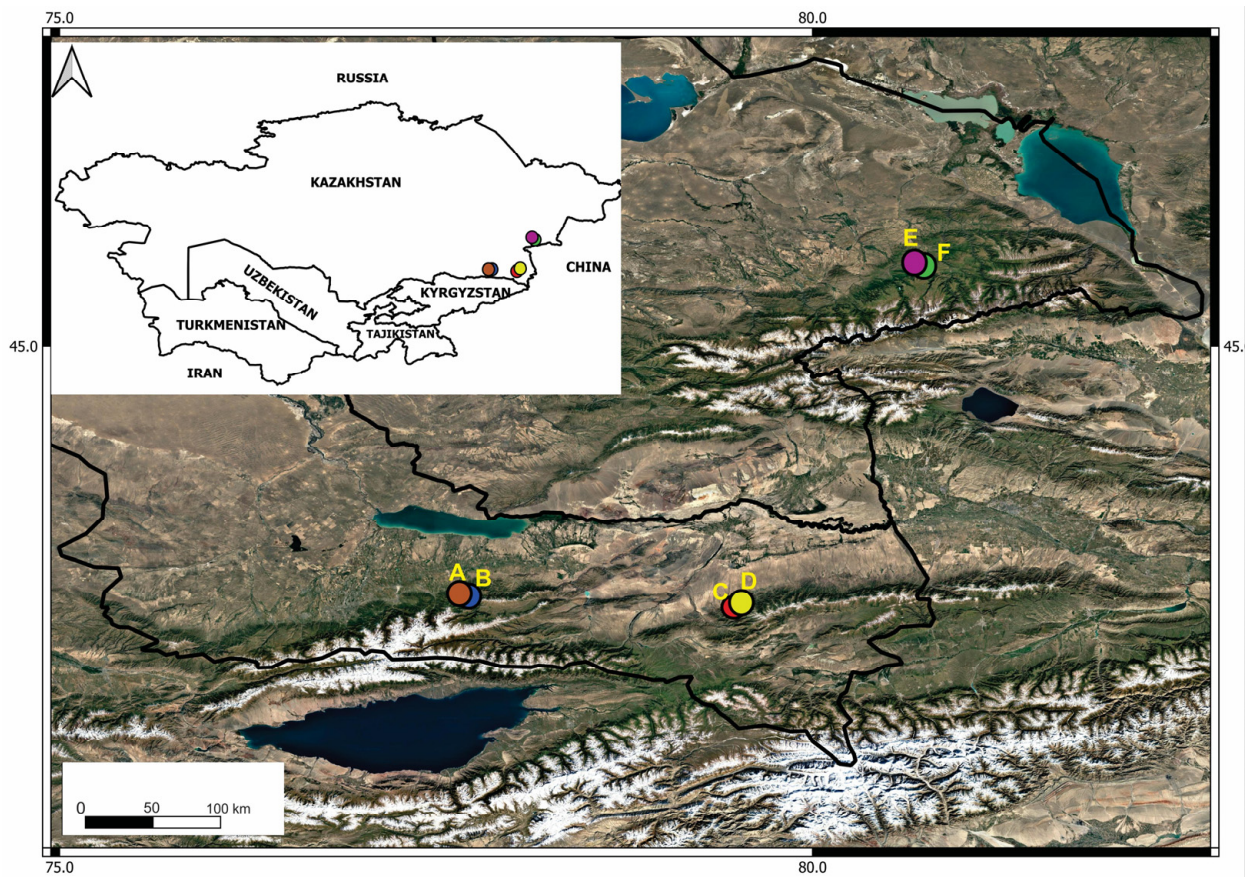 75.0 80.0
RUSSIA
KAZAKHSTAN
UZBEKISTAN
CHINA
KYRGYZSTAN
TURKMENISTAN
TAJIKISTAN
IRAN
E F
45.0 45.0
A B
C D
0 50 100 km
75.0 80.0